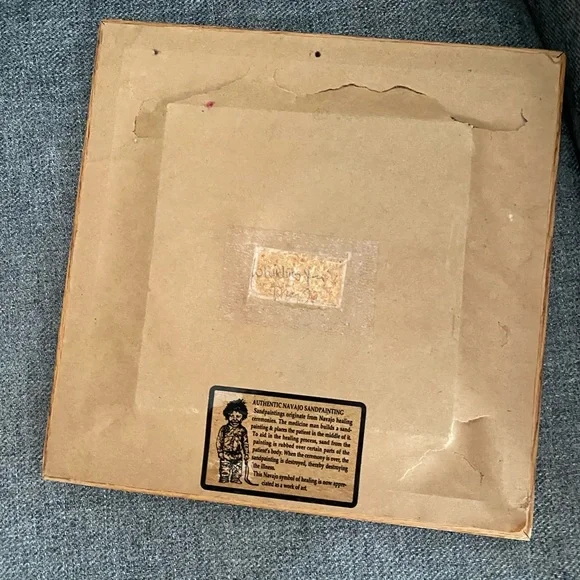 AUTHENTIC NAVAJO SANDPAINTING
Sandpaintings originate from Navajo healing
ceremonies. The medicine man builds a sand-
painting & places the patient in the middle of it.
To aid in the healing process, sand from the
painting is rubbed over certain parts of the
patient's body. When the ceremony is over, the
sandpainting is destroyed, thereby destroying
the illness.
This Navajo symbol of healing is now appre-
ciated as a work of art.